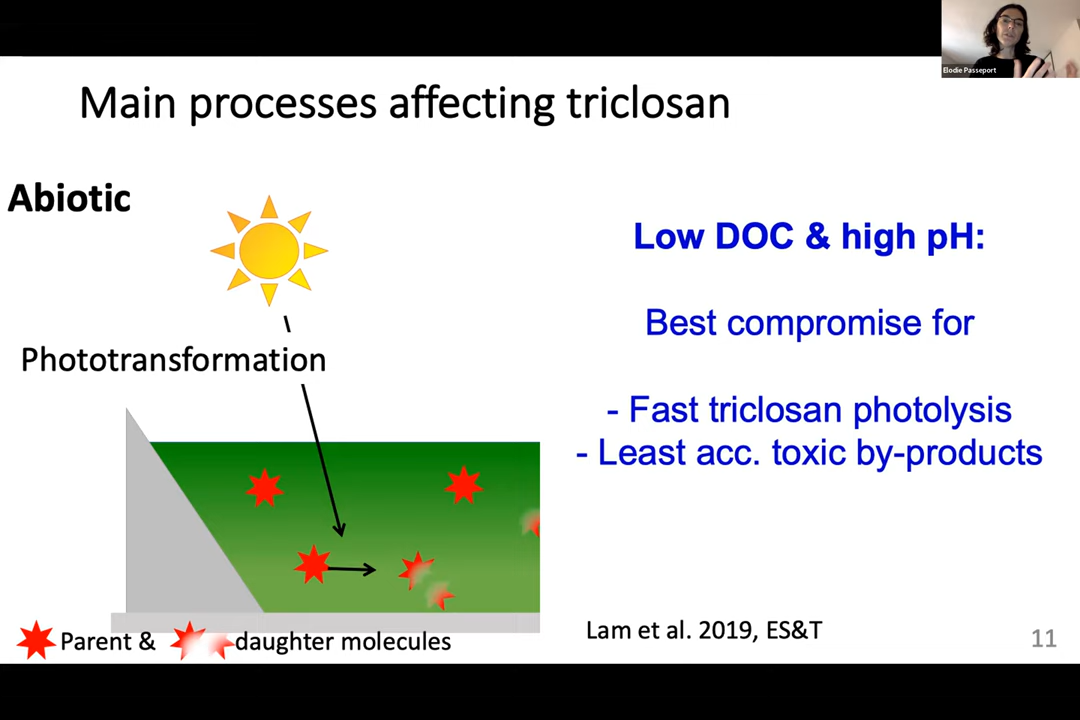 Elodie Passeport
Main processes affecting triclosan
Abiotic
Phototransformation
Low DOC & high pH:
Best compromise for
- Fast triclosan photolysis
- Least acc. toxic by-products
Parent & daughter molecules
Lam et al. 2019, ES&T
11